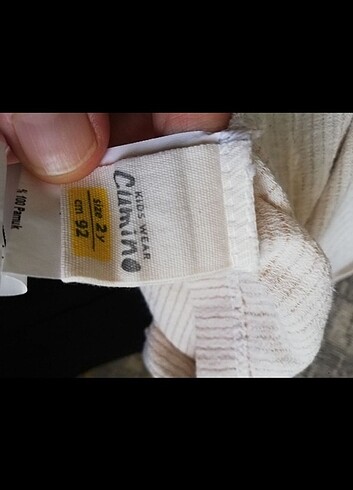 Cumino
KIDS WEAR
SIZE 2 Y
CM 92
% 100 Pamuk